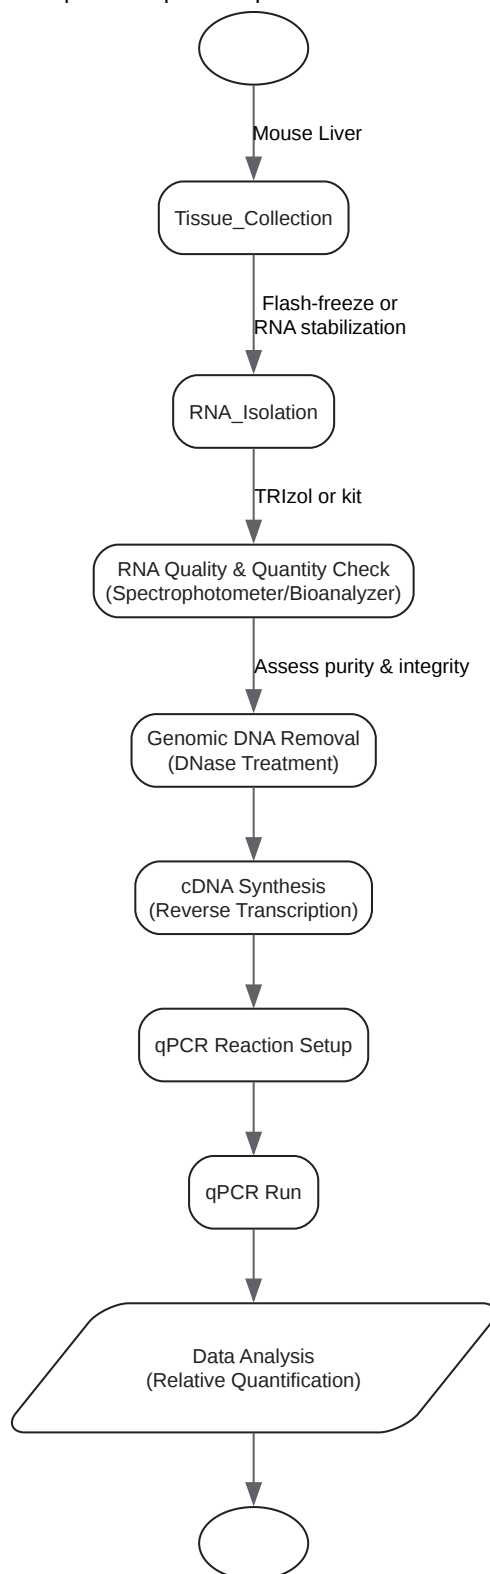 Mouse Liver
Tissue_Collection
Flash-freeze or
RNA stabilization
RNA_Isolation
TRIzol or kit
RNA Quality & Quantity Check
(Spectrophotometer/Bioanalyzer)
Assess purity & integrity
Genomic DNA Removal
(DNase Treatment)
cDNA Synthesis
(Reverse Transcription)
qPCR Reaction Setup
qPCR Run
Data Analysis
(Relative Quantification)